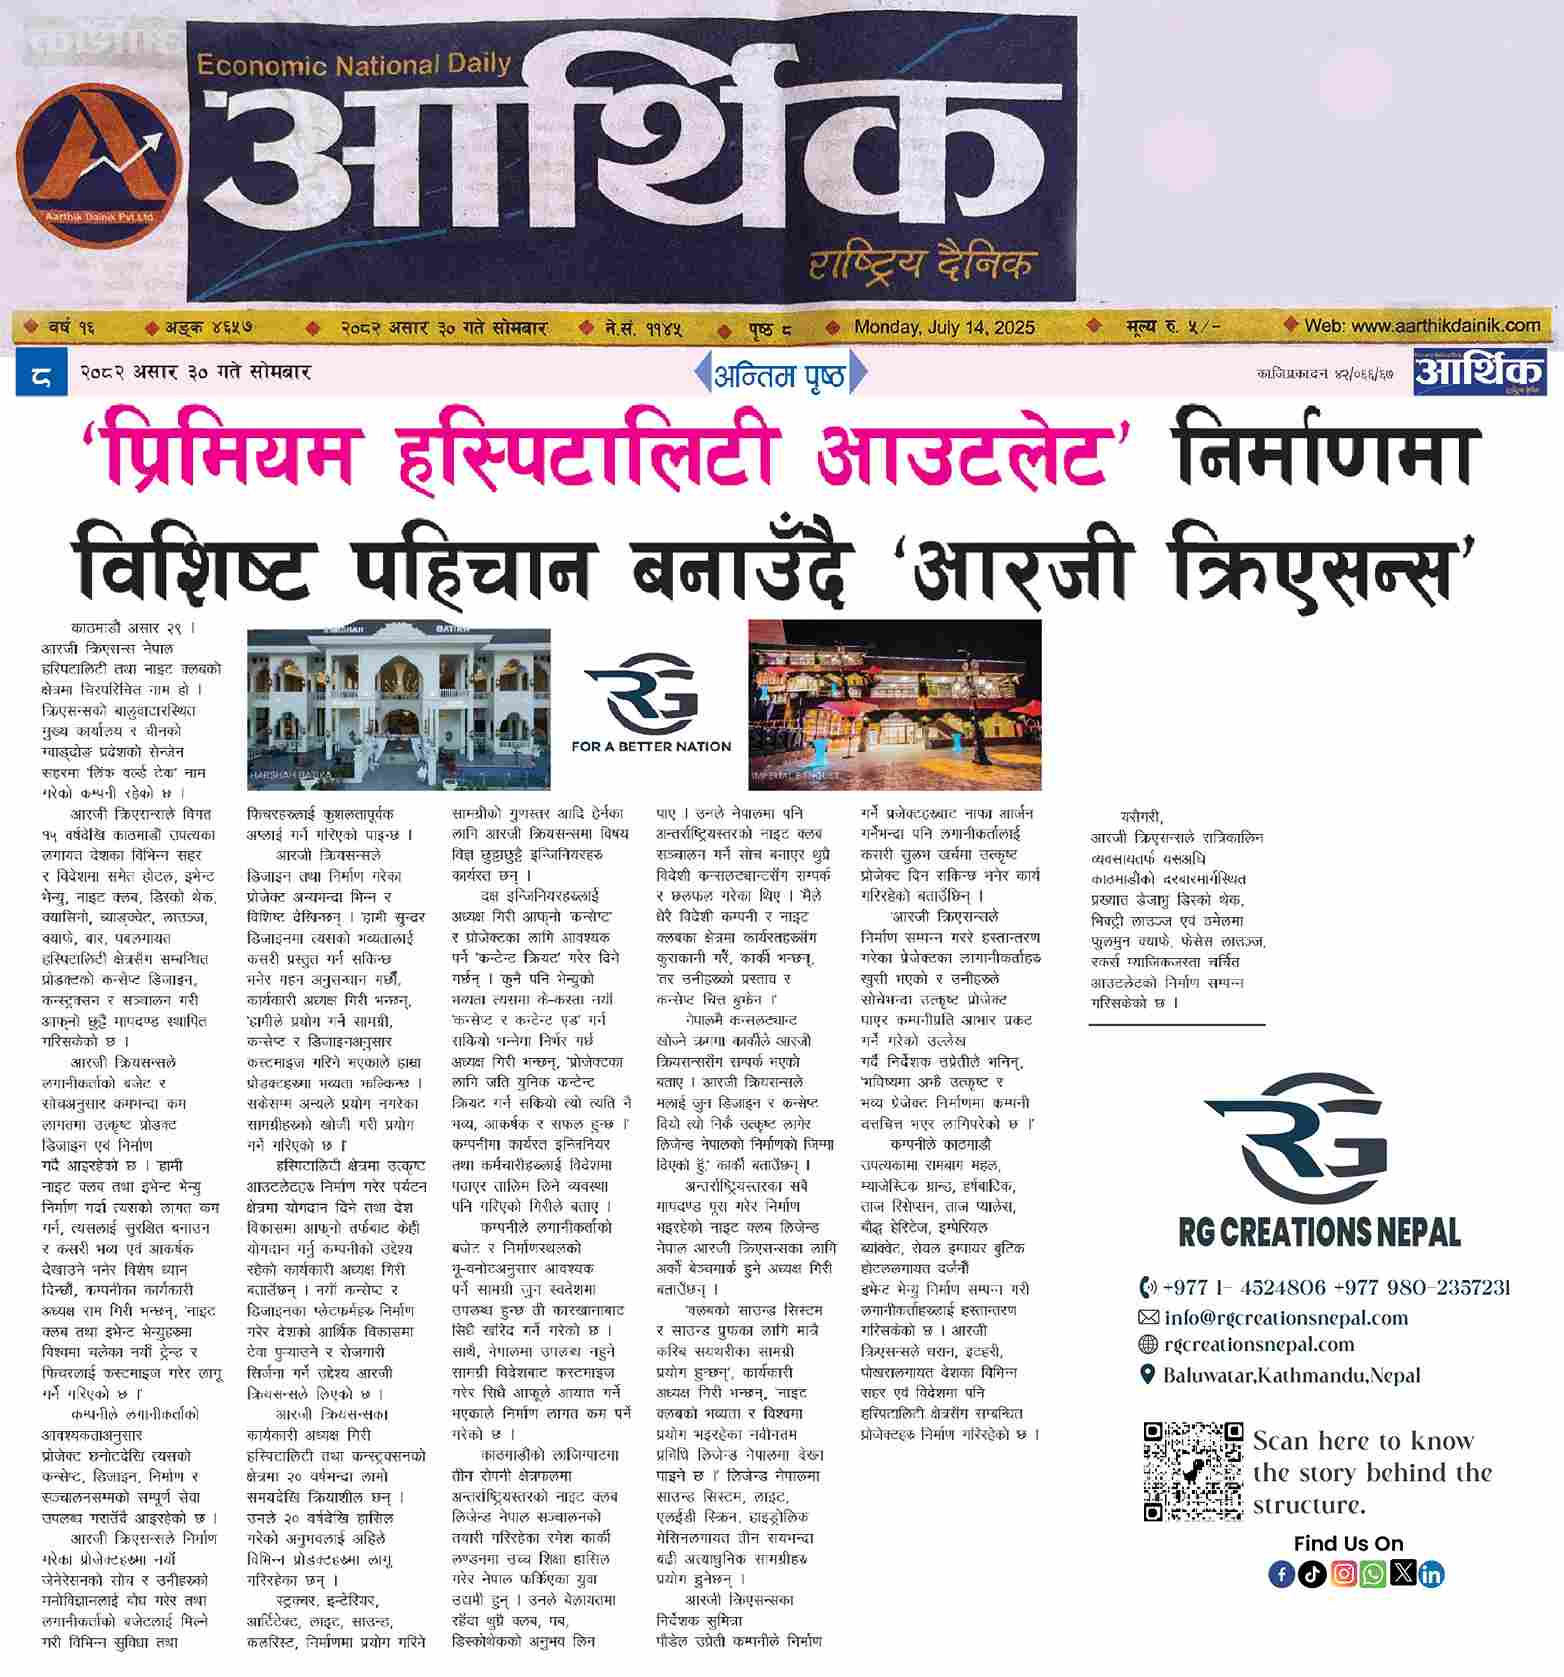 Economic National Daily
आर्थिक
राष्ट्रिय दैनिक
Aarthik Dainik Pvt.Ltd.
वर्ष १६ अङ्क ४६५७ २०८२ असार ३० गते सोमबार ने.सं. ११४५ पृष्ठ ८ Monday, July 14, 2025 मूल्य रु. ५/- Web: www.aarthikdainik.com
८ २०८२ असार ३० गते सोमबार अन्तिम पृष्ठ काजिप्रकादन ४२/०६६/६७ आर्थिक
‘प्रिमियम हस्पिटालिटी आउटलेट’ निर्माणमा
विशिष्ट पहिचान बनाउँदै ‘आरजी क्रिएसन्स’
काठमाडौं असार २९ ।
आरजी क्रिएसन्स नेपाल
हस्पिटालिटी तथा नाइट क्लबको
क्षेत्रमा चिरपरिचित नाम हो ।
क्रिएसन्सको बालुवाटारस्थित
मुख्य कार्यालय र चीनको
ग्वाङ्दोङ प्रदेशको सेन्जेन
सहरमा ‘लिंक वर्ल्ड टेक’ नाम
गरेको कम्पनी रहेको छ ।
आरजी क्रिएसन्सले विगत
१५ वर्षदेखि काठमाडौं उपत्यका
लगायत देशका विभिन्न सहर
र विदेशमा समेत होटल, इभेन्ट
भेन्यु, नाइट क्लब, डिस्को थेक,
क्यासिनो, ब्याङ्क्वेट, लाउञ्ज,
क्याफे, बार, पबलगायत
हस्पिटालिटी क्षेत्रसँग सम्बन्धित
प्रोडक्टको कन्सेप्ट डिजाइन,
कन्स्ट्रक्सन र सञ्चालन गरी
आफ्नो छुट्टै मापदण्ड स्थापित
गरिसकेको छ ।
आरजी क्रियसन्सले
लगानीकर्ताको बजेट र
सोचअनुसार कमभन्दा कम
लागतमा उत्कृष्ट प्रोडक्ट
डिजाइन एवं निर्माण
गर्दै आइरहेको छ । ‘हामी
नाइट क्लब तथा इभेन्ट भेन्यु
निर्माण गर्दा त्यसको लागत कम
गर्न, त्यसलाई सुरक्षित बनाउन
र कसरी भव्य एवं आकर्षक
देखाउने भनेर विशेष ध्यान
दिन्छौं, कम्पनीका कार्यकारी
अध्यक्ष राम गिरी भन्छन्, ‘नाइट
क्लब तथा इभेन्ट भेन्युहरुमा
विश्वमा चलेका नयाँ ट्रेन्ड र
फिचरलाई कस्टमाइज गरेर लागू
गर्ने गरिएको छ ।’
कम्पनीले लगानीकर्ताको
आवश्यकताअनुसार
प्रोजेक्ट छनोटदेखि त्यसको
कन्सेप्ट, डिजाइन, निर्माण र
सञ्चालनसम्मको सम्पूर्ण सेवा
उपलब्ध गराउँदै आइरहेको छ ।
आरजी क्रिएसन्सले निर्माण
गरेका प्रोजेक्टहरुमा नयाँ
जेनेरेसनको सोच र उनीहरुको
मनोविज्ञानलाई बोध गरेर तथा
लगानीकर्ताको बजेटलाई मिल्ने
गरी विभिन्न सुविधा तथा
HARSHAH BATIKA
RG
FOR A BETTER NATION
IMPERIAL BANQUET
फिचरहरुलाई कुशलतापूर्वक
अप्लाई गर्ने गरिएको पाइन्छ ।
आरजी क्रियसन्सले
डिजाइन तथा निर्माण गरेका
प्रोजेक्ट अन्यभन्दा भिन्न र
विशिष्ट देखिन्छन् । ‘हामी सुन्दर
डिजाइनमा त्यसको भव्यतालाई
कसरी प्रस्तुत गर्न सकिन्छ
भनेर गहन अनुसन्धान गर्छौं,
कार्यकारी अध्यक्ष गिरी भन्छन्,
‘हामीले प्रयोग गर्ने सामग्री,
कन्सेप्ट र डिजाइनअनुसार
कस्टमाइज गरिने भएकाले हाम्रा
प्रोडक्टहरुमा भव्यता झल्किन्छ ।
सकेसम्म अन्यले प्रयोग नगरेका
सामग्रीहरुको खोजी गरी प्रयोग
गर्ने गरिएको छ ।’
हस्पिटालिटी क्षेत्रमा उत्कृष्ट
आउटलेटहरु निर्माण गरेर पर्यटन
क्षेत्रमा योगदान दिने तथा देश
विकासमा आफ्नो तर्फबाट केही
योगदान गर्नु कम्पनीको उद्देश्य
रहेको कार्यकारी अध्यक्ष गिरी
बताउँछन् । नयाँ कन्सेप्ट र
डिजाइनका प्लेटफर्महरु निर्माण
गरेर देशको आर्थिक विकासमा
टेवा पुऱ्याउने र रोजगारी
सिर्जना गर्ने उद्देश्य आरजी
क्रियसन्सले लिएको छ ।
आरजी क्रियसन्सका
कार्यकारी अध्यक्ष गिरी
हस्पिटालिटी तथा कन्स्ट्रक्सनको
क्षेत्रमा २० वर्षभन्दा लामो
समयदेखि क्रियाशील छन् ।
उनले २० वर्षदेखि हासिल
गरेको अनुभवलाई अहिले
विभिन्न प्रोडक्टहरुमा लागू
गरिरहेका छन् ।
स्ट्रक्चर, इन्टेरियर,
आर्टिटेक्ट, लाइट, साउन्ड,
कलरिस्ट, निर्माणमा प्रयोग गरिने
सामग्रीको गुणस्तर आदि हेर्नका
लागि आरजी क्रियसन्समा विषय
विज्ञ छुट्टाछुट्टै इन्जिनियरहरु
कार्यरत छन् ।
दक्ष इन्जिनियरहरुलाई
अध्यक्ष गिरी आफ्नो ‘कन्सेप्ट’
र प्रोजेक्टका लागि आवश्यक
पर्ने ‘कन्टेन्ट क्रियट’ गरेर दिने
गर्छन् । ‘कुनै पनि भेन्युको
भव्यता त्यसमा के-कस्ता नयाँ
‘कन्सेप्ट र कन्टेन्ट एड’ गर्न
सकियो भन्नेमा निर्भर गर्छ
अध्यक्ष गिरी भन्छन्, ‘प्रोजेक्टका
लागि जति युनिक कन्टेन्ट
क्रियट गर्न सकियो त्यो त्यति नै
भव्य, आकर्षक र सफल हुन्छ ।’
कम्पनीमा कार्यरत इन्जिनियर
तथा कर्मचारीहरुलाई विदेशमा
पठाएर तालिम लिने व्यवस्था
पनि गरिएको गिरीले बताए ।
कम्पनीले लगानीकर्ताको
बजेट र निर्माणस्थलको
भू-वनोटअनुसार आवश्यक
पर्ने सामग्री जुन स्वदेशमा
उपलब्ध हुन्छ ती कारखानाबाट
सिधै खरिद गर्ने गरेको छ ।
साथै, नेपालमा उपलब्ध नहुने
सामग्री विदेशबाट कस्टमाइज
गरेर सिधै आफूले आयात गर्ने
भएकाले निर्माण लागत कम पर्ने
गरेको छ ।
काठमाडौंको लाजिम्पाटमा
तीन रोपनी क्षेत्रफलमा
अन्तर्राष्ट्रियस्तरको नाइट क्लब
लिजेन्ड नेपाल सञ्चालनको
तयारी गरिरहेका रमेश कार्की
लण्डनमा उच्च शिक्षा हासिल
गरेर नेपाल फर्किएका युवा
उद्यमी हुन् । उनले बेलायतमा
रहँदा थुप्रै क्लब, पब,
डिस्कोथेकको अनुभव लिन
पाए । उनले नेपालमा पनि
अन्तर्राष्ट्रियस्तरको नाइट क्लब
सञ्चालन गर्ने सोच बनाएर थुप्रै
विदेशी कन्सलट्यान्टसँग सम्पर्क
र छलफल गरेका थिए । ‘मैले
धेरै विदेशी कम्पनी र नाइट
क्लबका क्षेत्रमा कार्यरतहरुसँग
कुराकानी गरेँ, कार्की भन्छन्,
‘तर उनीहरुको प्रस्ताव र
कन्सेप्ट चित्त बुझेन ।’
नेपालमै कन्सलट्यान्ट
खोज्ने क्रममा कार्कीले आरजी
क्रियसन्ससँग सम्पर्क भएको
बताए । आरजी क्रियसन्सले
मलाई जुन डिजाइन र कन्सेप्ट
दियो त्यो निकै उत्कृष्ट लागेर
लिजेन्ड नेपालको निर्माणको जिम्मा
दिएको हुँ,’ कार्की बताउँछन् ।
अन्तर्राष्ट्रियस्तरका सबै
मापदण्ड पूरा गरेर निर्माण
भइरहेको नाइट क्लब लिजेन्ड
नेपाल आरजी क्रिएसन्सका लागि
अर्को बेञ्चमार्क हुने अध्यक्ष गिरी
बताउँछन् ।
‘क्लबको साउन्ड सिस्टम
र साउन्ड प्रुफका लागि मात्रै
करिब सयथरीका सामग्री
प्रयोग हुन्छन्’, कार्यकारी
अध्यक्ष गिरी भन्छन्, ‘नाइट
क्लबको भव्यता र विश्वमा
प्रयोग भइरहेका नवीनतम
प्रविधि लिजेन्ड नेपालमा देख्न
पाइने छ ।’ लिजेन्ड नेपालमा
साउन्ड सिस्टम, लाइट,
एलईडी स्क्रिन, हाइड्रोलिक
मेसिनलगायत तीन सयभन्दा
बढी अत्याधुनिक सामग्रीहरु
प्रयोग हुनेछन् ।
आरजी क्रिएसन्सका
निर्देशक सुमित्रा
पौडेल उप्रेती कम्पनीले निर्माण
गर्ने प्रजेक्टहरुबाट नाफा आर्जन
गर्नेभन्दा पनि लगानीकर्तालाई
कसरी सुलभ खर्चमा उत्कृष्ट
प्रोजेक्ट दिन सकिन्छ भनेर कार्य
गरिरहेको बताउँछिन् ।
‘आरजी क्रिएसन्सले
निर्माण सम्पन्न गररे हस्तान्तरण
गरेका प्रेजेक्टका लगानीकर्ताहरु
खुसी भएको र उनीहरुले
सोचेभन्दा उत्कृष्ट प्रोजेक्ट
पाएर कम्पनीप्रति आभार प्रकट
गर्ने गरेको उल्लेख
गर्दै निर्देशक उप्रेतीले भनिन्,
‘भविष्यमा अझै उत्कृष्ट र
भव्य प्रेजेक्ट निर्माणमा कम्पनी
दत्तचित्त भएर लागिपरेको छ ।’
कम्पनीले काठमाडौं
उपत्यकामा रामबाग महल,
म्याजेस्टिक ग्रान्ड, हर्षबाटिक,
ताज रिसेप्सन, ताज प्यालेस,
बौद्ध हेरिटेज, इम्पेरियल
ब्यांक्वेट, रोयल इम्पायर बुटिक
होटललगायत दर्जनौं
इभेन्ट भेन्यु निर्माण सम्पन्न गरी
लगानीकर्ताहरुलाई हस्तान्तरण
गरिसकेको छ । आरजी
क्रिएसन्सले धरान, इटहरी,
पोखरालगायत देशका विभिन्न
सहर एवं विदेशमा पनि
हस्पिटालिटी क्षेत्रसँग सम्बन्धित
प्रोजेक्टहरु निर्माण गरिरहेको छ ।
यसैगरी,
आरजी क्रिएसन्सले रात्रिकालिन
व्यवसायतर्फ यसअघि
काठमाडौंको दरबारमार्गस्थित
प्रख्यात डेजाभु डिस्को थेक,
भिक्ट्री लाउञ्ज एवं ठमेलमा
फुलमुन क्याफे, फेसेस लाउञ्ज,
रकर्स म्याजिकजस्ता चर्चित
आउटलेटको निर्माण सम्पन्न
गरिसकेको छ ।
RG
RG CREATIONS NEPAL
+977 1- 4524806 +977 980-2357231
info@rgcreationsnepal.com
rgcreationsnepal.com
Baluwatar,Kathmandu,Nepal
Scan here to know
the story behind the
structure.
Find Us On